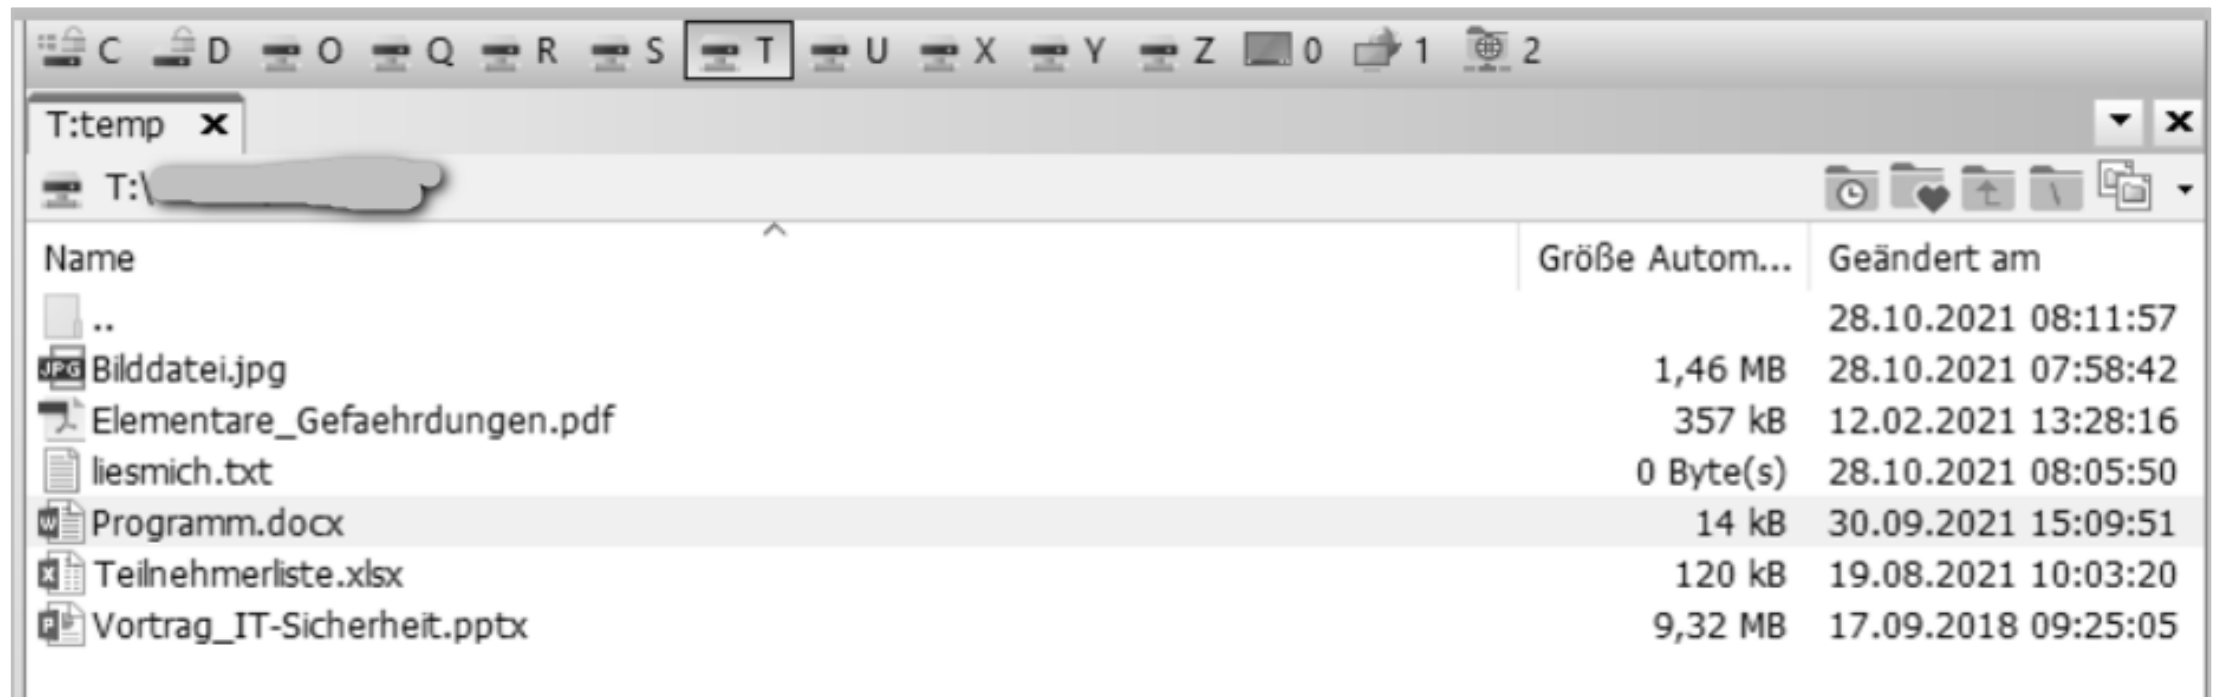 C D O Q R S T U X Y Z 0 1 2
T:temp
T:\
Name Größe Autom... Geändert am
.. 28.10.2021 08:11:57
JPG Bilddatei.jpg 1,46 MB 28.10.2021 07:58:42
Elementare_Gefaehrdungen.pdf 357 kB 12.02.2021 13:28:16
liesmich.txt 0 Byte(s) 28.10.2021 08:05:50
W Programm.docx 14 kB 30.09.2021 15:09:51
X Teilnehmerliste.xlsx 120 kB 19.08.2021 10:03:20
P Vortrag_IT-Sicherheit.pptx 9,32 MB 17.09.2018 09:25:05